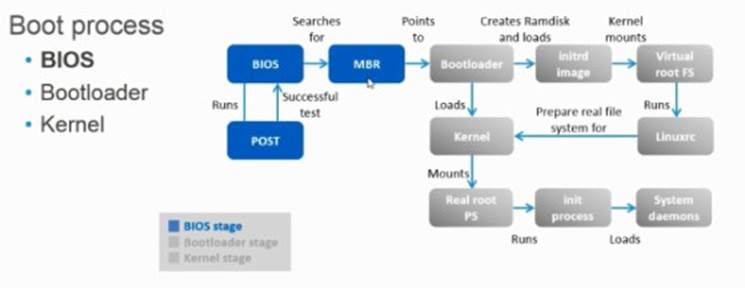 Boot process
• BIOS
• Bootloader
• Kernel
Searches
for
Points
to
Creates Ramdisk
and loads
Kernel
mounts
BIOS
MBR
Bootloader
initrd
image
Virtual
root FS
Runs
Successful
test
Loads
Prepare real file
system for
Runs
POST
Kernel
Linuxrc
Mounts
Real root
PS
init
process
System
daemons
Runs
Loads
BIOS stage
Bootloader stage
Kernel stage